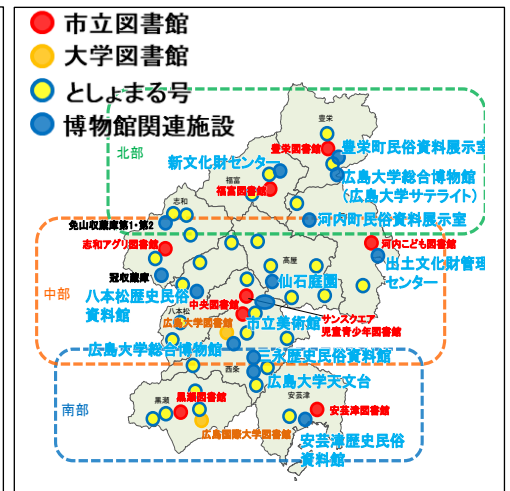 市立図書館
大学図書館
としょまる号
博物館関連施設
北部
豊栄
豊栄図書館
豊栄町民俗資料展示室
新文化財センター
福富
福富図書館
広島大学総合博物館
(広島大学サテライト)
志和
兔山収蔵庫第1・第2
河内町民俗資料展示室
志和アグリ図書館
河内こども図書館
高屋
出土文化財管理
センター
冠収蔵庫
仙石庭園
中部
八本松歴史民俗
資料館
中央図書館
サンスクエア
児童青少年図書館
八本松
広島大学図書館
市立美術館
広島大学総合博物館
三永歴史民俗資料館
西条
広島大学天文台
南部
黒瀬
黒瀬図書館
安芸津
安芸津図書館
広島国際大学図書館
安芸津歴史民俗
資料館